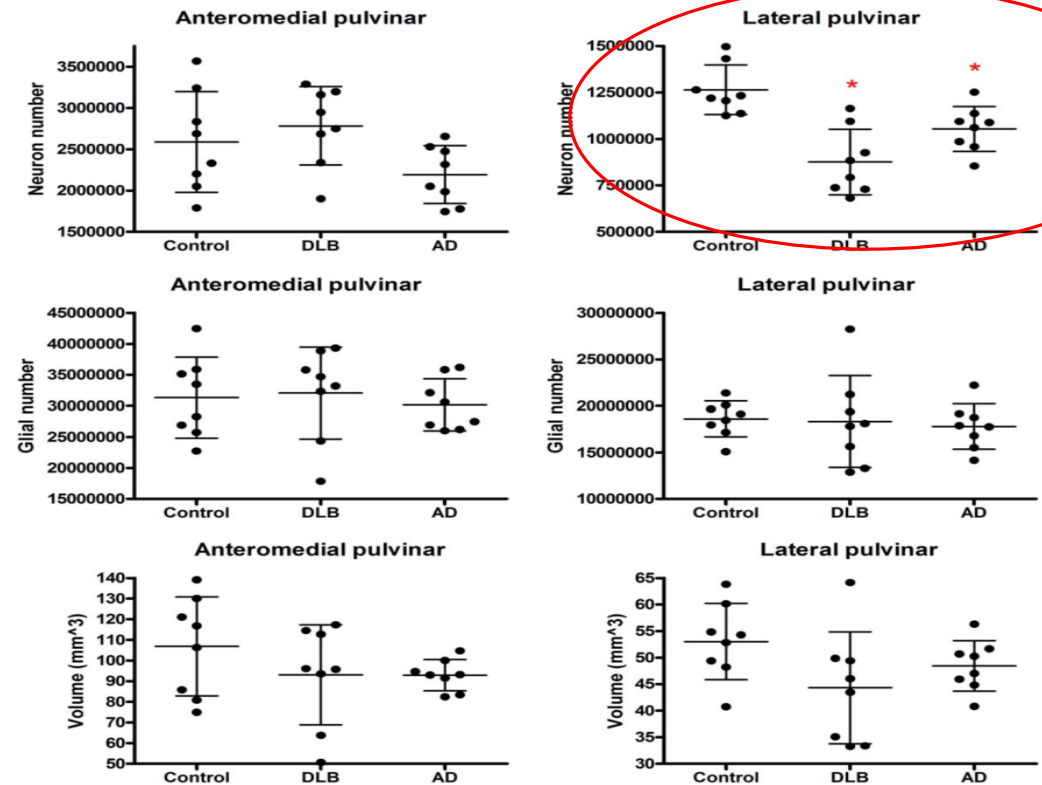 Anteromedial pulvinar
Neuron number
3500000
3000000
2500000
2000000
1500000
Control DLB AD
Lateral pulvinar
Neuron number
1500000
1250000
1000000
750000
500000
* *
Control DLB AD
Anteromedial pulvinar
Glial number
45000000
40000000
35000000
30000000
25000000
20000000
15000000
Control DLB AD
Lateral pulvinar
Glial number
30000000
25000000
20000000
15000000
10000000
Control DLB AD
Anteromedial pulvinar
Volume (mm^3)
140
130
120
110
100
90
80
70
60
50
Control DLB AD
Lateral pulvinar
Volume (mm^3)
65
60
55
50
45
40
35
30
Control DLB AD